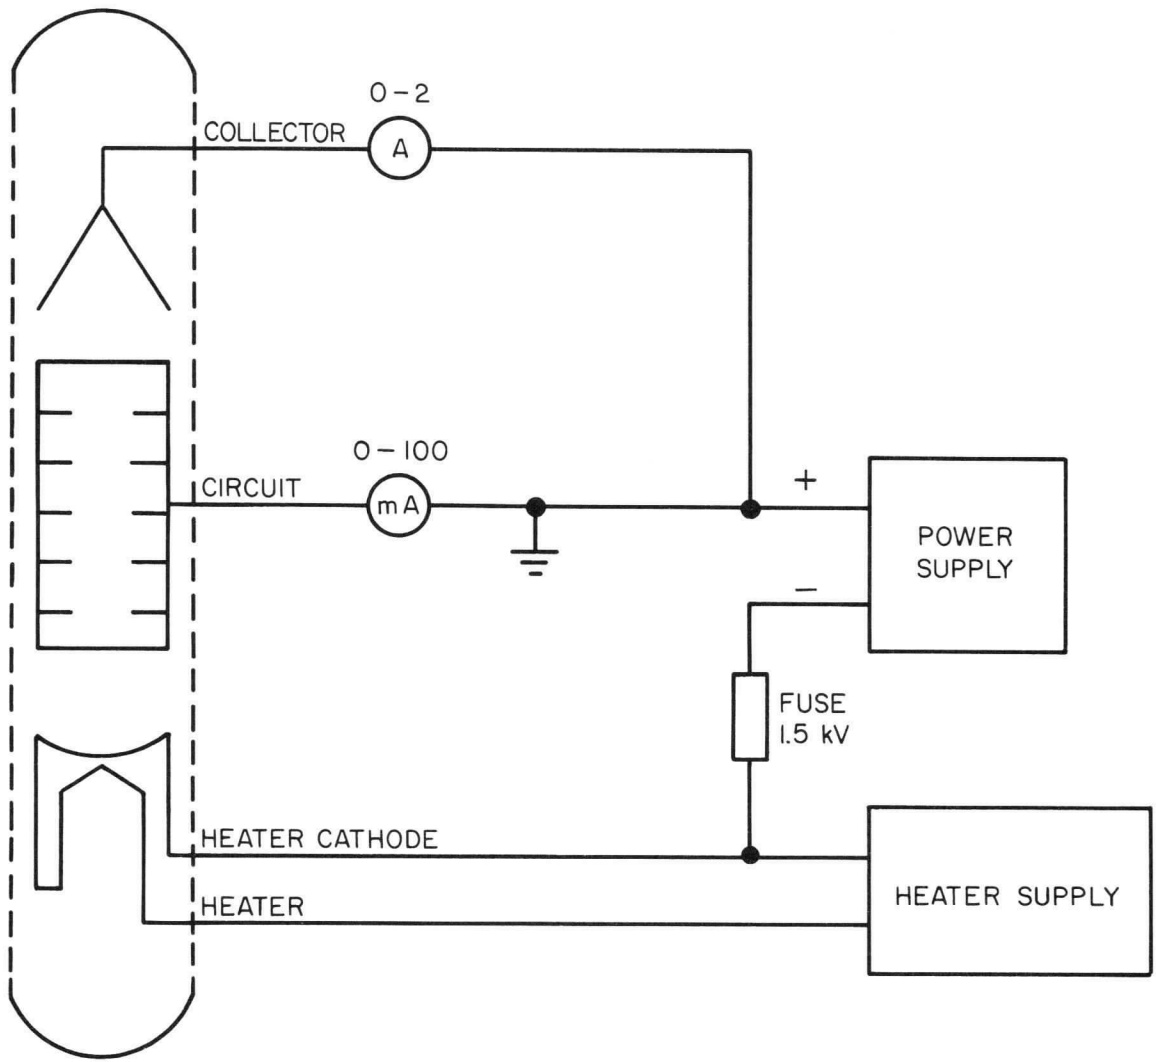 0-2
COLLECTOR
A
0-100
CIRCUIT
mA
+
POWER
SUPPLY
−
FUSE
1.5 kV
HEATER CATHODE
HEATER
HEATER SUPPLY